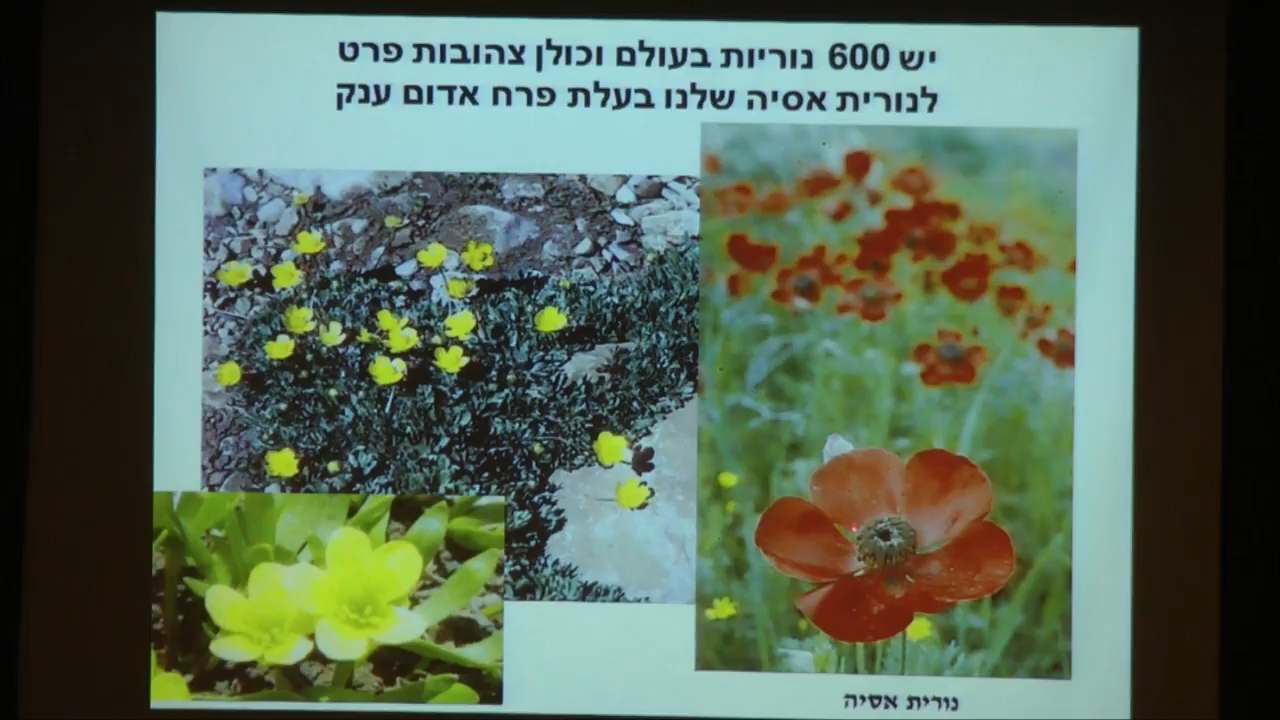 יש 600 נוריות בעולם וכולן צהובות פרט
לנורית אסיה שלנו בעלת פרח אדום ענק
נורית אסיה